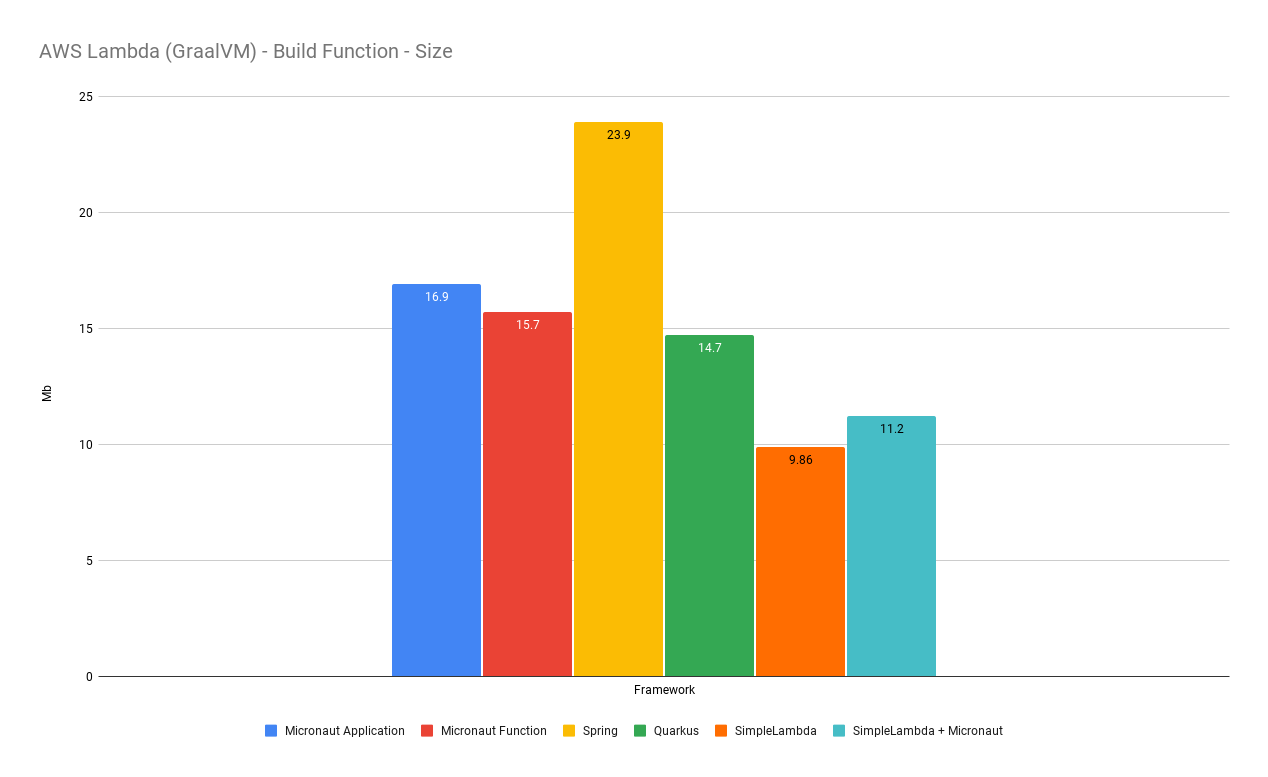 AWS Lambda (GraalVM) - Build Function - Size
25
20
15
10
5
0
Mb
16.9
15.7
23.9
14.7
9.86
11.2
Framework
Micronaut Application
Micronaut Function
Spring
Quarkus
SimpleLambda
SimpleLambda + Micronaut